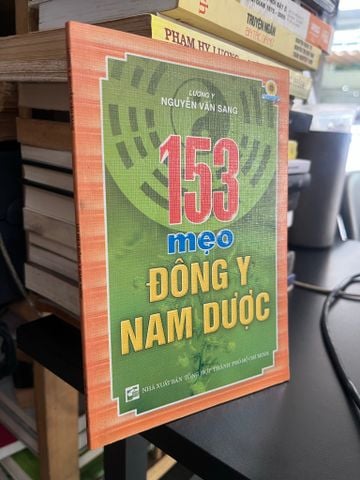 PHẠM HY LƯỢNG
TRUYỆN NGẮN
LƯƠNG Y
NGUYỄN VĂN SANG
153
mẹo
ĐÔNG Y
NAM DƯỢC
NHÀ XUẤT BẢN TỔNG HỢP THÀNH PHỐ HỒ CHÍ MINH